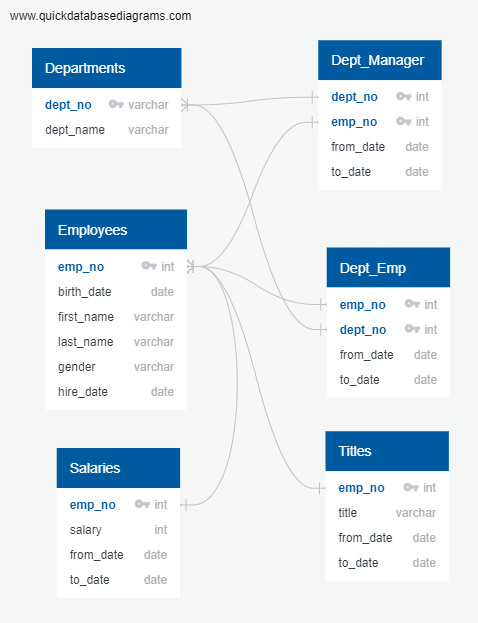 www.quickdatabasediagrams.com
Departments
dept_no varchar
dept_name varchar
Dept_Manager
dept_no int
emp_no int
from_date date
to_date date
Employees
emp_no int
birth_date date
first_name varchar
last_name varchar
gender varchar
hire_date date
Dept_Emp
emp_no int
dept_no int
from_date date
to_date date
Salaries
emp_no int
salary int
from_date date
to_date date
Titles
emp_no int
title varchar
from_date date
to_date date